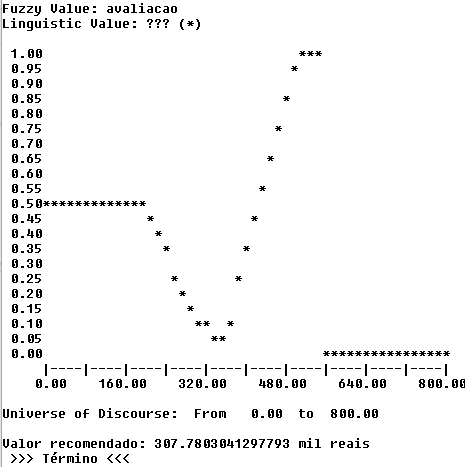 Fuzzy Value: avaliacao
Linguistic Value: ??? (*)
 1.00                                ***
 0.95                               *
 0.90
 0.85                              *
 0.80
 0.75                             *
 0.70
 0.65                            *
 0.60
 0.55                           *
 0.50*************
 0.45             *            *
 0.40              *
 0.35               *         *
 0.30
 0.25                *       *
 0.20                 *
 0.15                  *
 0.10                   **  *
 0.05                     **
 0.00                                   ****************
     |----|----|----|----|----|----|----|----|----|----|
    0.00      160.00    320.00    480.00    640.00    800.00
Universe of Discourse:  From   0.00  to  800.00
Valor recomendado: 307.7803041297793 mil reais
 >>> Término <<<